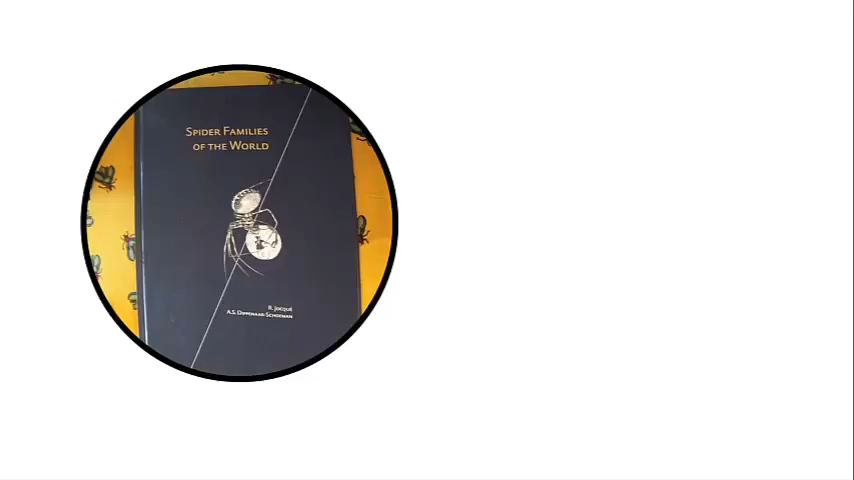 SPIDER FAMILIES
OF THE WORLD
R. Jocqué
A.S. DIPPENAAR-SCHOEMAN